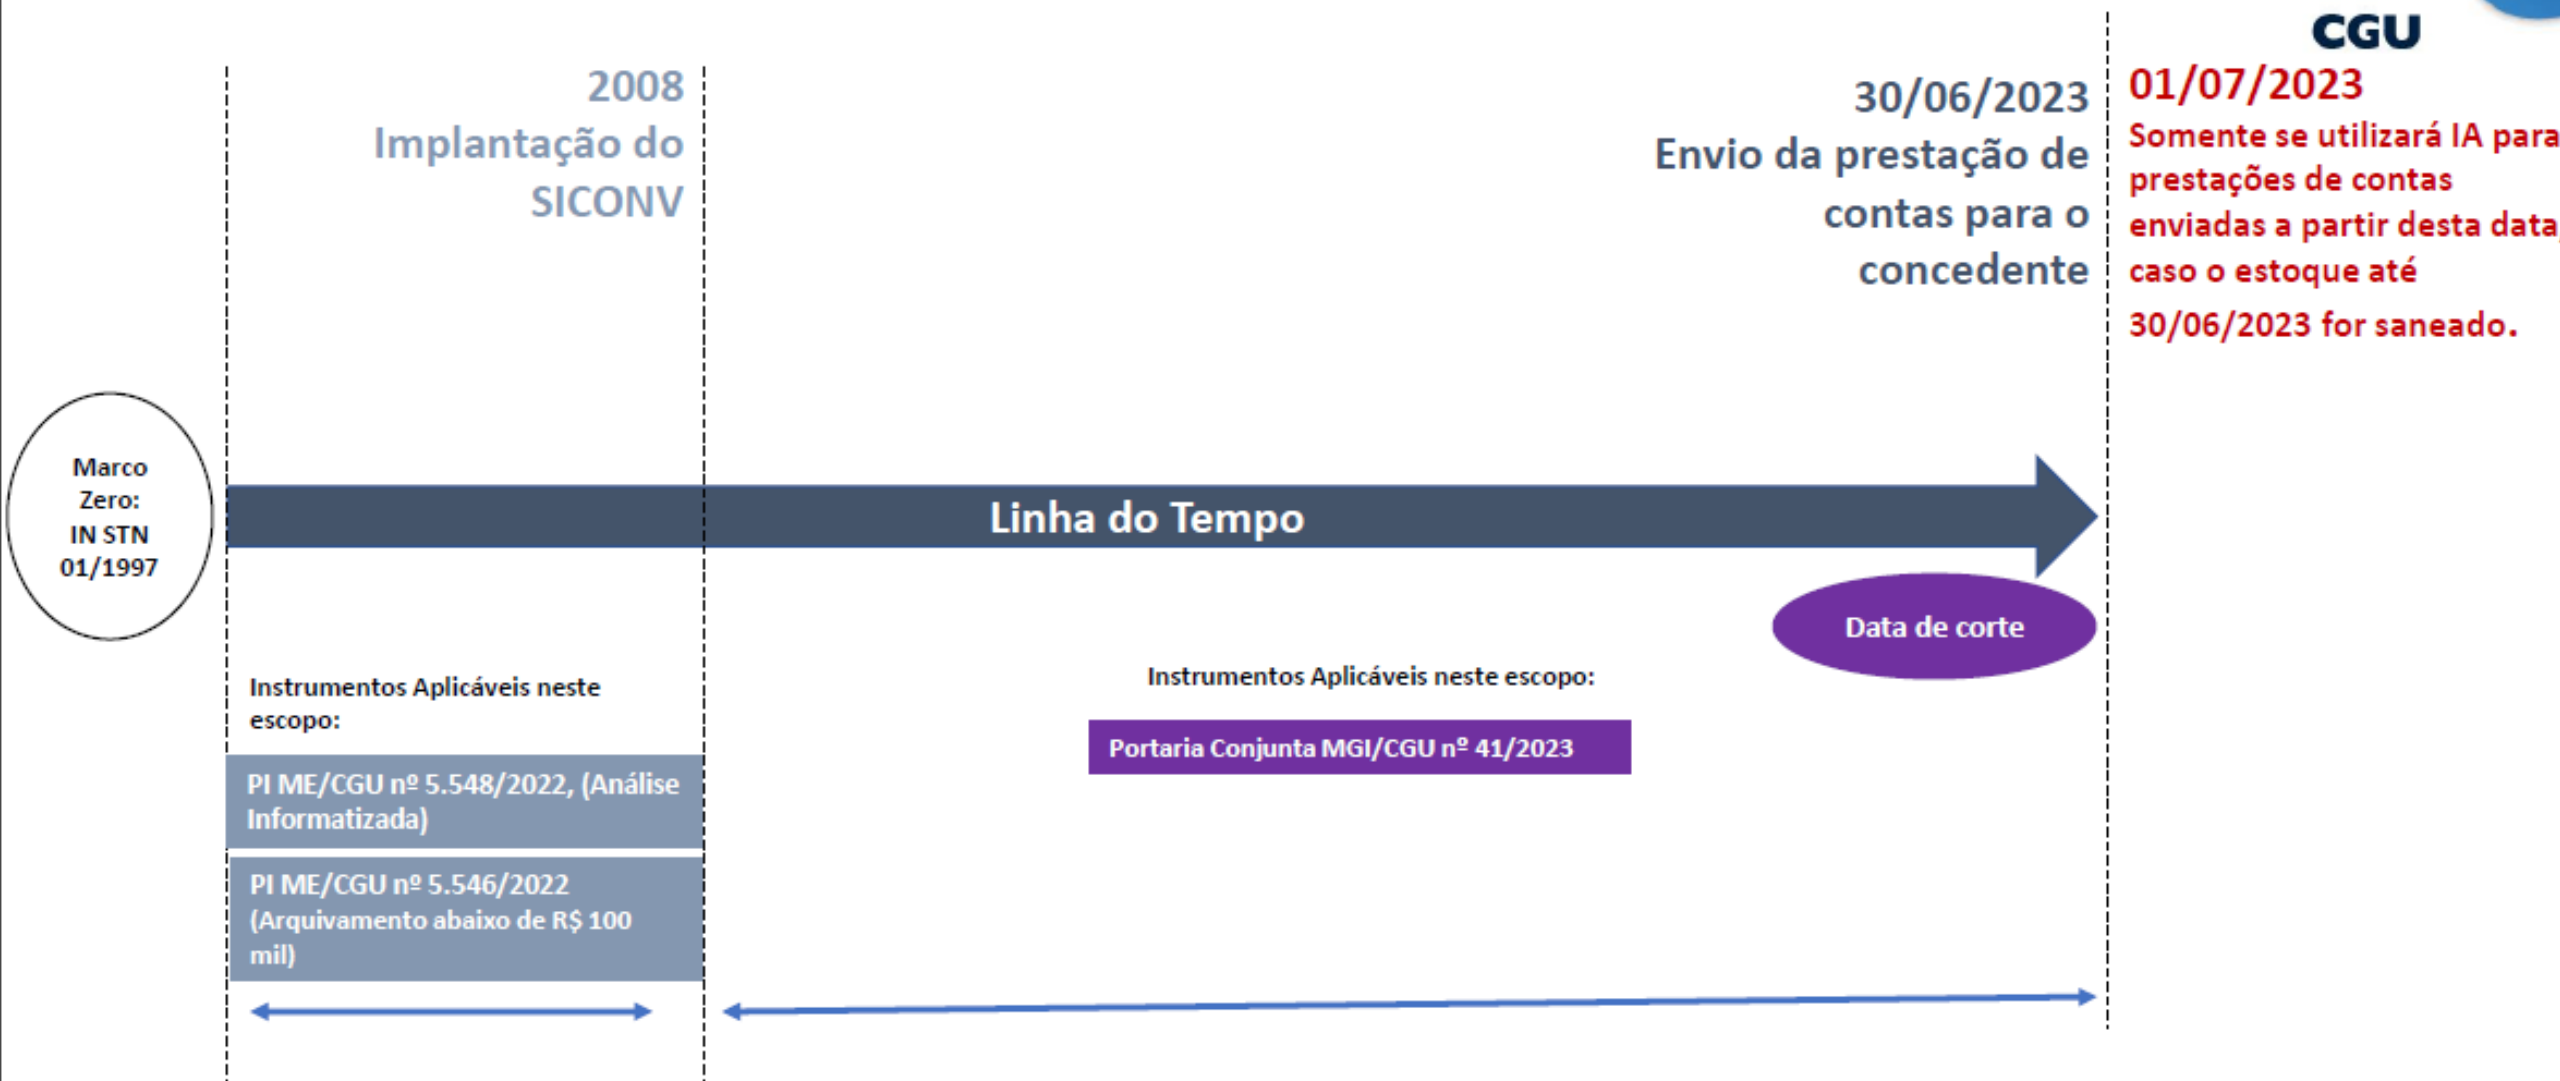 CGU
2008
Implantação do
SICONV
30/06/2023
Envio da prestação de
contas para o
concedente
01/07/2023
Somente se utilizará IA para
prestações de contas
enviadas a partir desta data,
caso o estoque até
30/06/2023 for saneado.
Marco
Zero:
IN STN
01/1997
Linha do Tempo
Data de corte
Instrumentos Aplicáveis neste
escopo:
PI ME/CGU nº 5.548/2022, (Análise
Informatizada)
PI ME/CGU nº 5.546/2022
(Arquivamento abaixo de R$ 100
mil)
Instrumentos Aplicáveis neste escopo:
Portaria Conjunta MGI/CGU nº 41/2023